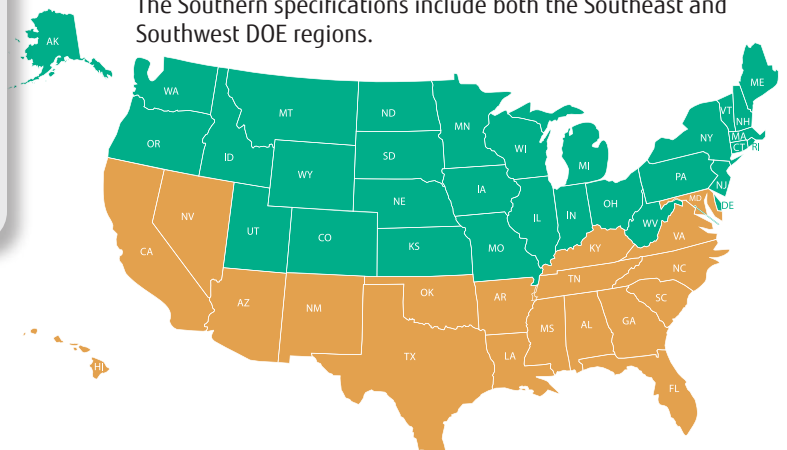 The Southern specifications include both the Southeast and
Southwest DOE regions.
AK
WA
MT
ND
MN
ME
VT
NH
NY
MA
CT
RI
OR
ID
SD
WI
MI
WY
PA
NJ
IA
NE
DE
MD
OH
IL
IN
WV
NV
UT
CO
KS
MO
KY
VA
CA
NC
TN
AZ
NM
OK
AR
SC
MS
AL
GA
TX
LA
HI
FL